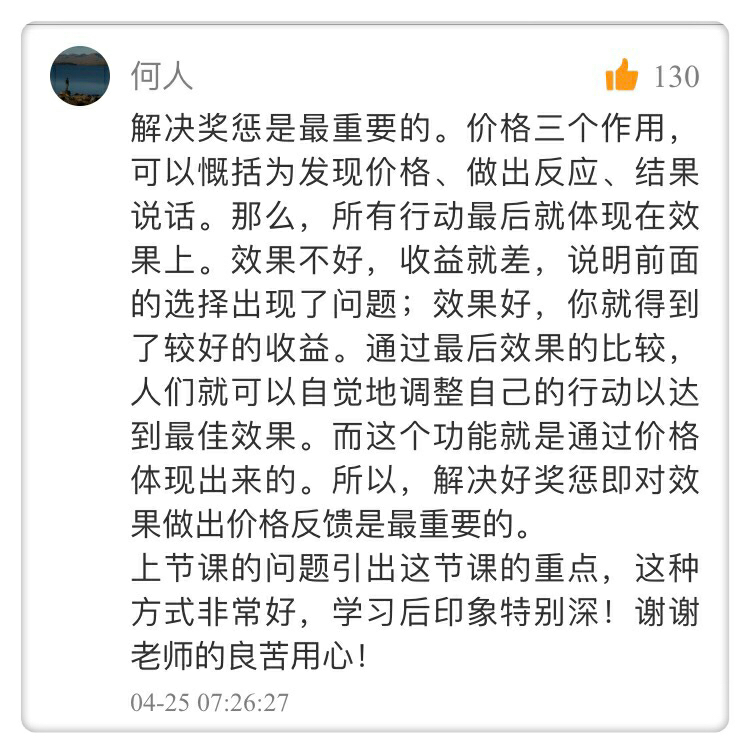 何人
130
解决奖惩是最重要的。价格三个作用，
可以慨括为发现价格、做出反应、结果
说话。那么，所有行动最后就体现在效
果上。效果不好，收益就差，说明前面
的选择出现了问题；效果好，你就得到
了较好的收益。通过最后效果的比较，
人们就可以自觉地调整自己的行动以达
到最佳效果。而这个功能就是通过价格
体现出来的。所以，解决好奖惩即对效
果做出价格反馈是最重要的。
上节课的问题引出这节课的重点，这种
方式非常好，学习后印象特别深！谢谢
老师的良苦用心！
04-25 07:26:27